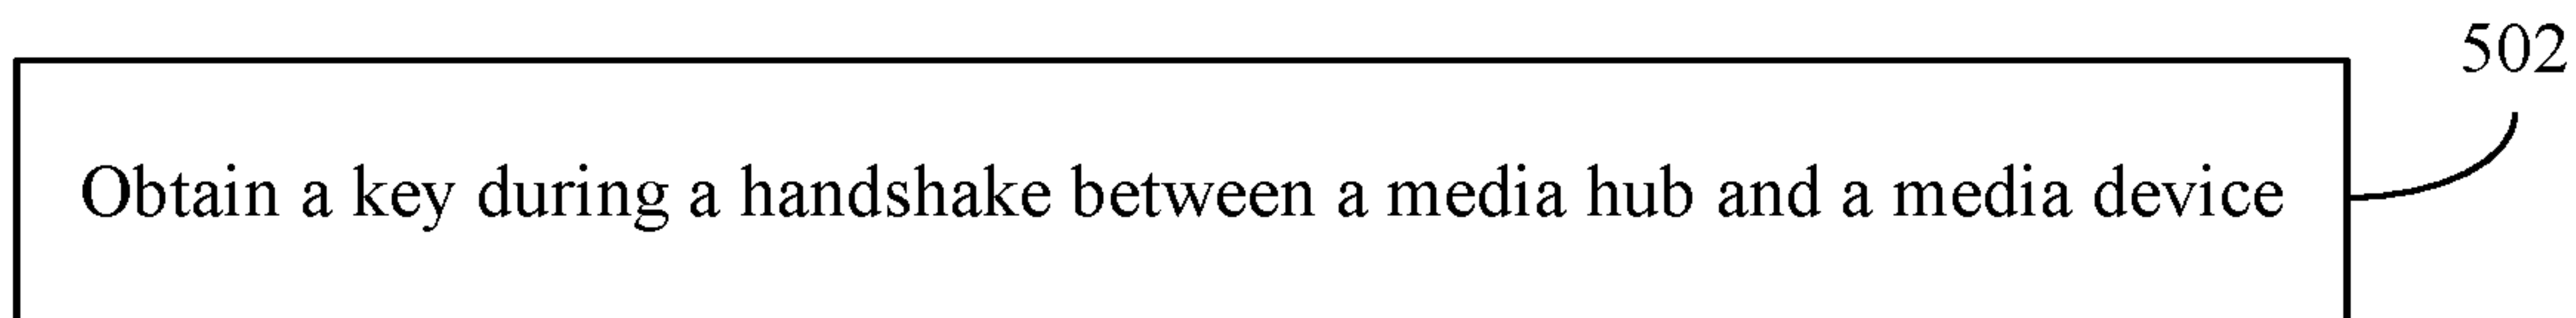 502
Obtain a key during a handshake between a media hub and a media device